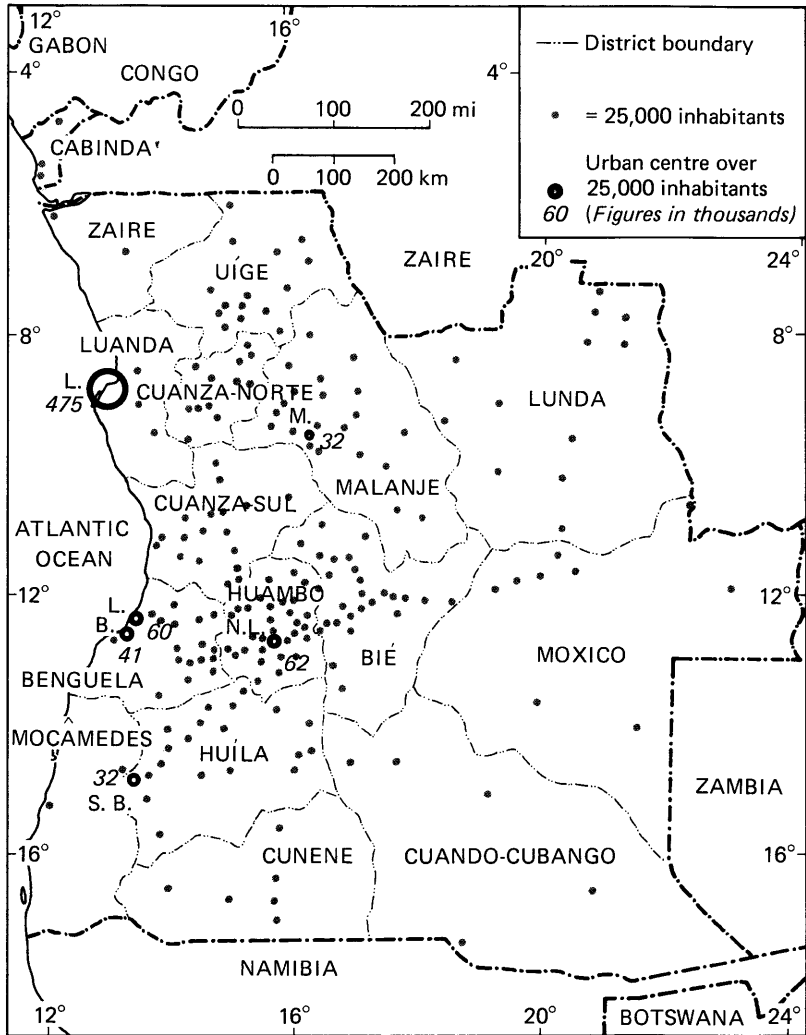 12°
GABON
16°
4°
CONGO
4°
District boundary
0 100 200 mi
= 25,000 inhabitants
CABINDA
0 100 200 km
Urban centre over
25,000 inhabitants
60 (Figures in thousands)
ZAIRE
UÍGE
ZAIRE
20°
24°
8°
8°
LUANDA
L.
475
CUANZA-NORTE
LUNDA
M.
32
MALANJE
CUANZA-SUL
ATLANTIC
OCEAN
12°
12°
HUAMBO
L.
B.
60
N.L.
41
62
BIÉ
MOXICO
BENGUELA
MOÇÂMEDES
HUÍLA
32
S. B.
ZAMBIA
16°
CUNENE
CUANDO-CUBANGO
16°
NAMIBIA
BOTSWANA
12°
16°
20°
24°